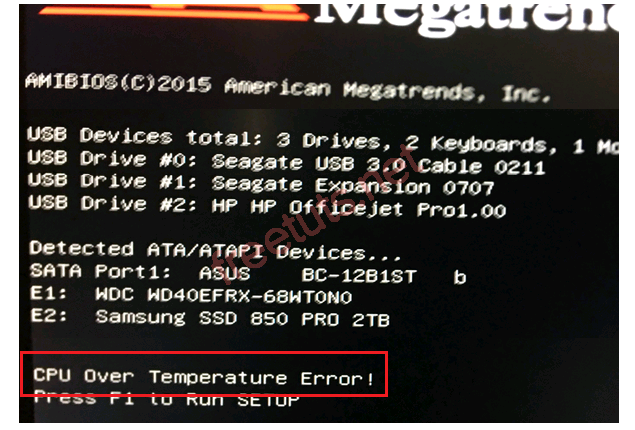 Megatrend
AMIBIOS(C)2015 American Megatrends, Inc.
USB Devices total: 3 Drives, 2 Keyboards, 1 Mo
USB Drive #0: Seagate USB 3.0 Cable 0211
USB Drive #1: Seagate Expansion 0707
USB Drive #2: HP HP Officejet Pro1.00
freetuts.net
Detected ATA/ATAPI Devices...
SATA Port1: ASUS BC-12B1ST b
E1: WDC WD40EFRX-68WT0N0
E2: Samsung SSD 850 PRO 2TB
CPU Over Temperature Error!
Press F1 to Run SETUP